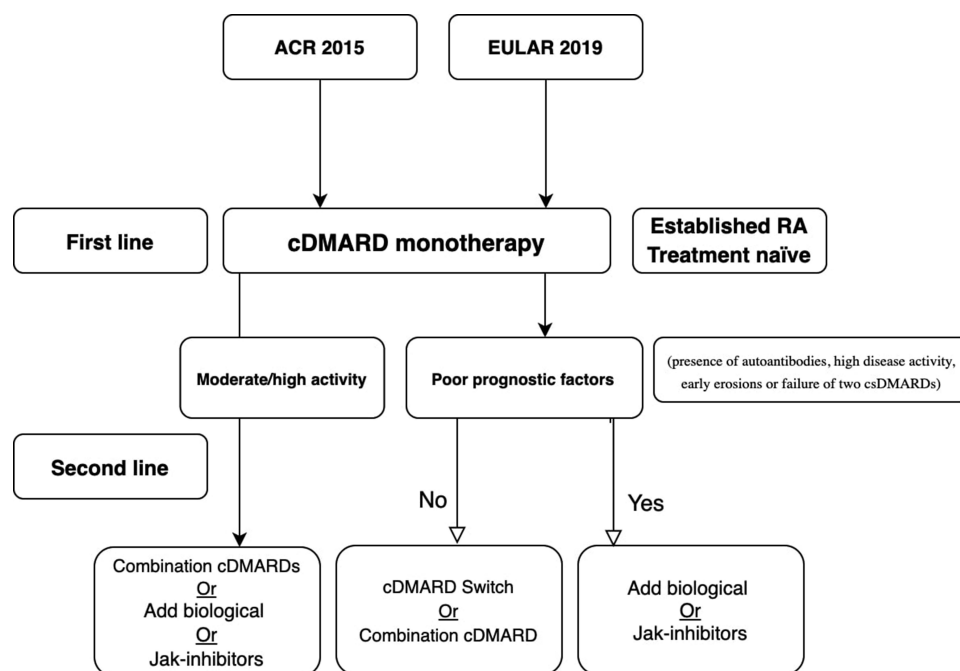 ACR 2015
EULAR 2019
First line
cDMARD monotherapy
Established RA
Treatment naïve
Moderate/high activity
Poor prognostic factors
(presence of autoantibodies, high disease activity,
early erosions or failure of two csDMARDs)
Second line
No
Yes
Combination cDMARDs
Or
Add biological
Or
Jak-inhibitors
cDMARD Switch
Or
Combination cDMARD
Add biological
Or
Jak-inhibitors